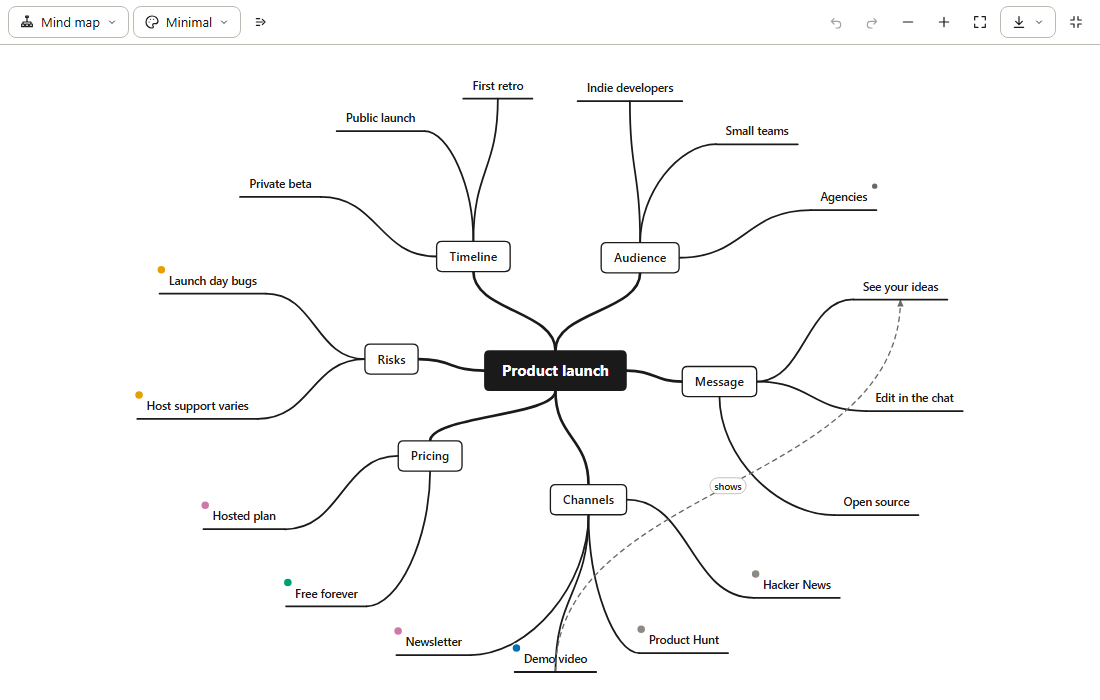 Mind map
Minimal
First retro
Indie developers
Public launch
Small teams
Private beta
Agencies
Timeline
Audience
Launch day bugs
See your ideas
Risks
Product launch
Message
Host support varies
Edit in the chat
Pricing
shows
Channels
Open source
Hosted plan
Hacker News
Free forever
Newsletter
Product Hunt
Demo video